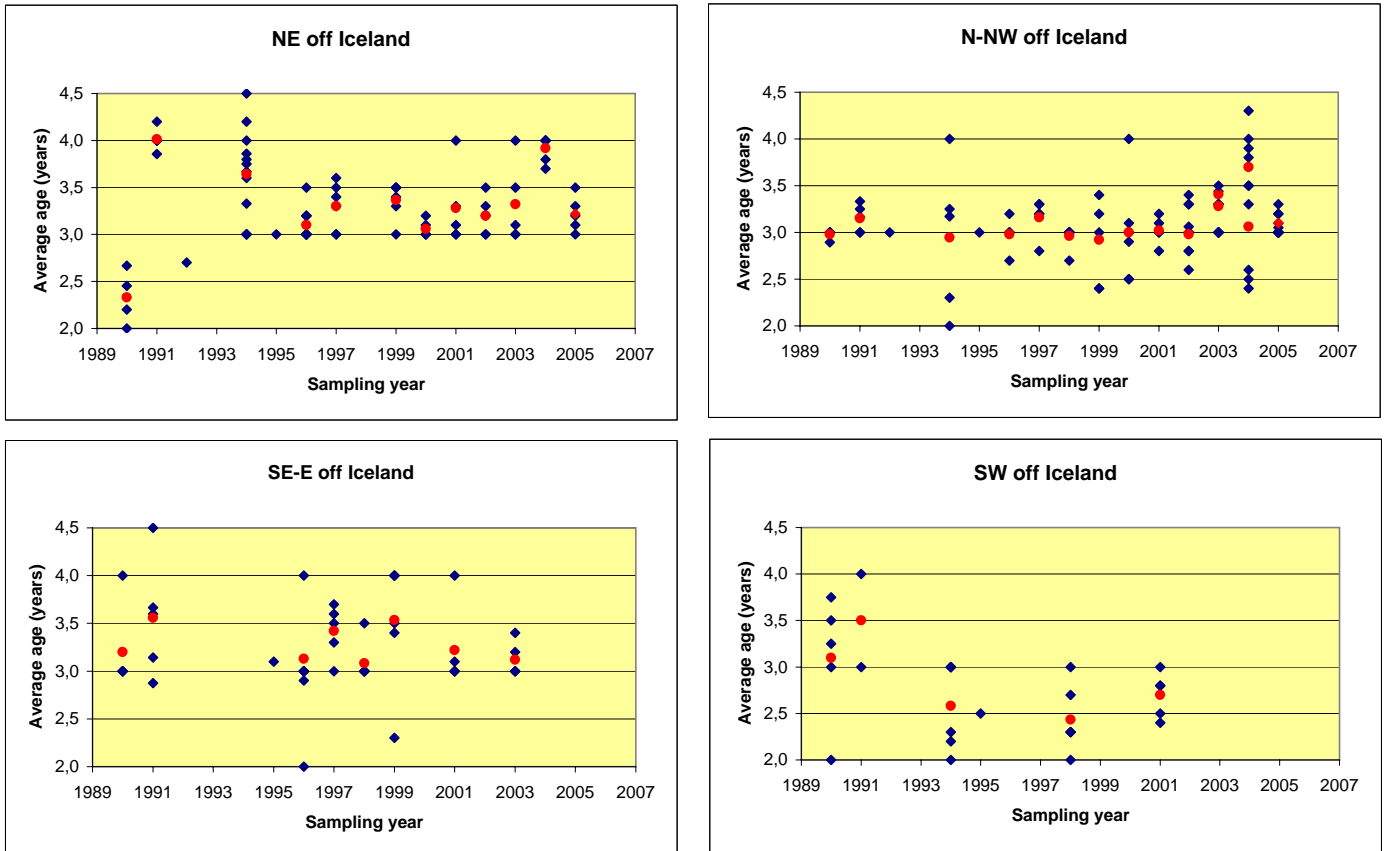 NE off Iceland
Average age (years)
4,5
4,0
3,5
3,0
2,5
2,0
1989 1991 1993 1995 1997 1999 2001 2003 2005 2007
Sampling year
N-NW off Iceland
Average age (years)
4,5
4,0
3,5
3,0
2,5
2,0
1989 1991 1993 1995 1997 1999 2001 2003 2005 2007
Sampling year
SE-E off Iceland
Average age (years)
4,5
4,0
3,5
3,0
2,5
2,0
1989 1991 1993 1995 1997 1999 2001 2003 2005 2007
Sampling year
SW off Iceland
Average age (years)
4,5
4,0
3,5
3,0
2,5
2,0
1989 1991 1993 1995 1997 1999 2001 2003 2005 2007
Sampling year